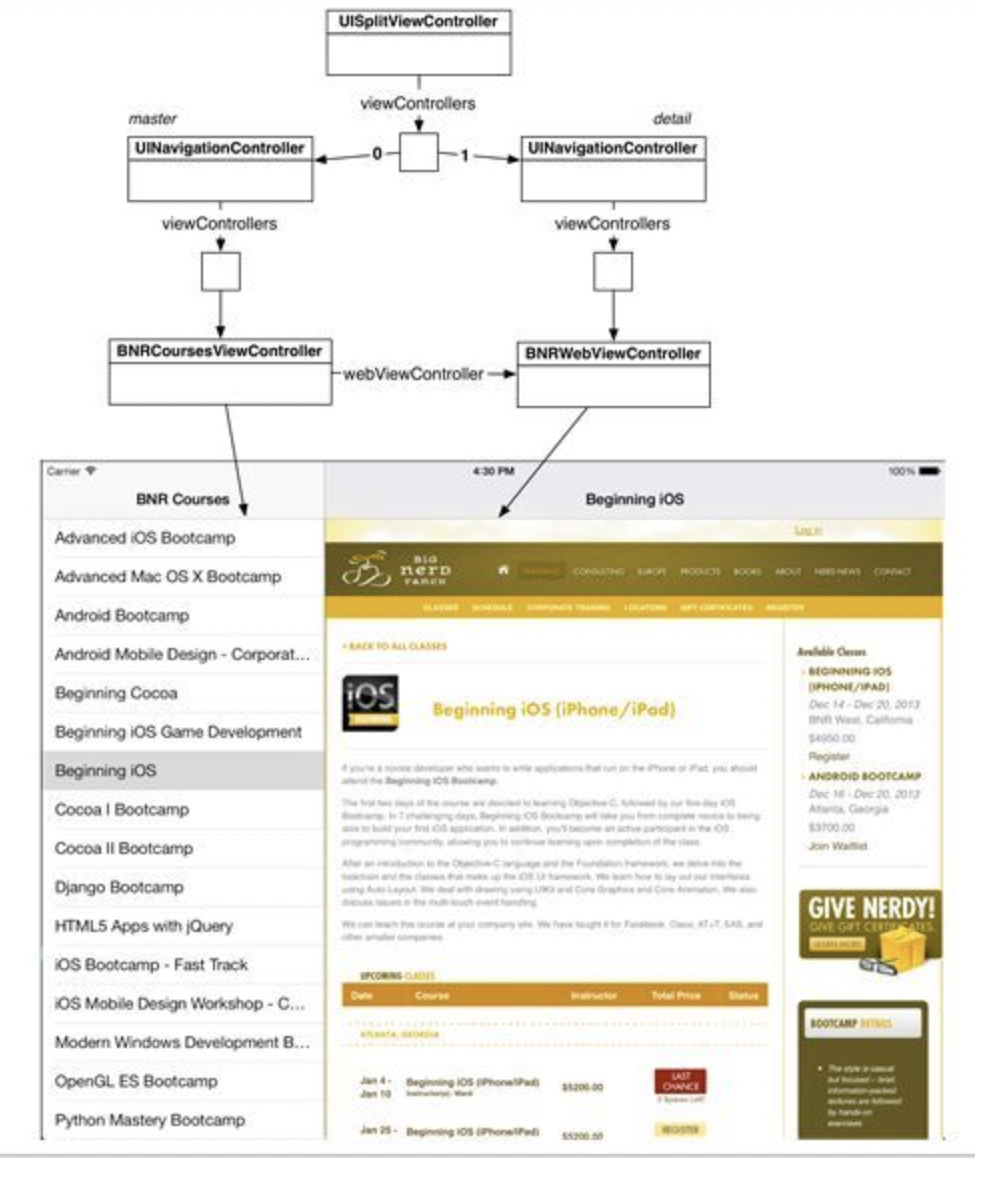 UISplitViewController
viewControllers
master
detail
UINavigationController
0
1
UINavigationController
viewControllers
viewControllers
BNRCoursesViewController
webViewController
BNRWebViewController
Carrier
4:30 PM
100%
BNR Courses
Beginning iOS
Advanced iOS Bootcamp
Advanced Mac OS X Bootcamp
Android Bootcamp
Android Mobile Design - Corporat...
Beginning Cocoa
Beginning iOS Game Development
Beginning iOS
Cocoa I Bootcamp
Cocoa II Bootcamp
Django Bootcamp
HTML5 Apps with jQuery
iOS Bootcamp - Fast Track
iOS Mobile Design Workshop - C...
Modern Windows Development B...
OpenGL ES Bootcamp
Python Mastery Bootcamp
Log in
BIG
nerd
ranch
CONSULTING EUROPE PRODUCTS BOOKS ABOUT NERD NEWS CONTACT
CLASSES SCHEDULE CORPORATE TRAINING LOCATIONS GIFT CERTIFICATES REGISTER
< BACK TO ALL CLASSES
iOS
Beginning iOS (iPhone/iPad)
If you're a novice developer who wants to write applications that run on the iPhone or iPad, you should
attend the Beginning iOS Bootcamp.
The first two days of the course are devoted to learning Objective-C, followed by our five-day iOS
Bootcamp. In 7 challenging days, Beginning iOS Bootcamp will take you from complete novice to being
able to build your first iOS application. In addition, you'll become an active participant in the iOS
programming community, allowing you to continue learning upon completion of the class.
After an introduction to the Objective-C language and the Foundation framework, we delve into the
toolchain and the classes that make up the iOS UI framework. We learn how to lay out our interfaces
using Auto Layout. We deal with drawing using UIKit and Core Graphics and Core Animation. We also
discuss issues in the multi-touch event handling.
We can teach this course at your company site. We have taught it for Facebook, Cisco, AT+T, SAS, and
other smaller companies.
UPCOMING CLASSES
Date Course Instructor Total Price Status
ATLANTA, GEORGIA
Jan 4 -
Jan 10
Beginning iOS (iPhone/iPad)
Instructor(s): Ward
$5200.00
LAST
CHANCE
2 Spaces Left!
Jan 25 -
Beginning iOS (iPhone/iPad)
$5200.00
REGISTER
Available Classes
BEGINNING IOS
(IPHONE/IPAD)
Dec 14 - Dec 20, 2013
BNR West, California
$4950.00
Register
ANDROID BOOTCAMP
Dec 16 - Dec 20, 2013
Atlanta, Georgia
$3700.00
Join Waitlist
GIVE NERDY!
GIVE GIFT CERTIFICATES.
LEARN MORE
BOOTCAMP DETAILS
• The style is casual
but focused – brief,
information-packed
lectures are followed
by hands-on
exercises